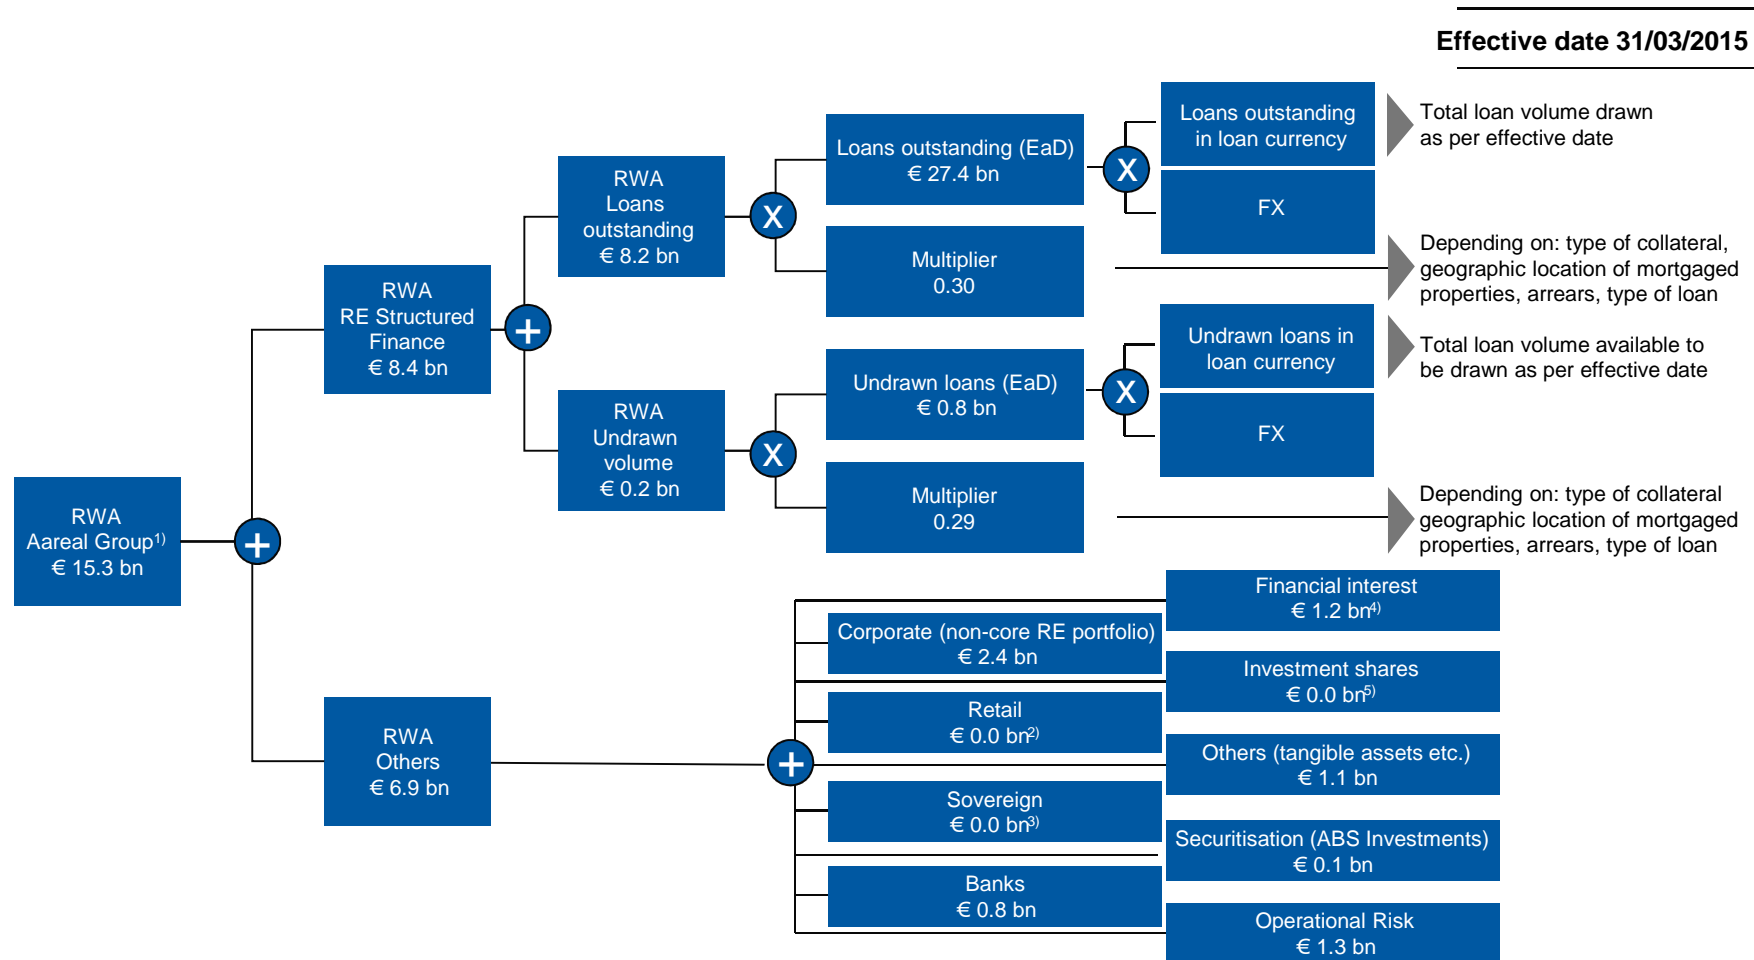 Effective date 31/03/2015
Loans outstanding
in loan currency
Total loan volume drawn
as per effective date
Loans outstanding (EaD)
€ 27.4 bn
X
FX
RWA
Loans
outstanding
€ 8.2 bn
X
Multiplier
0.30
Depending on: type of collateral,
geographic location of mortgaged
properties, arrears, type of loan
RWA
RE Structured
Finance
€ 8.4 bn
+
Undrawn loans in
loan currency
Total loan volume available to
be drawn as per effective date
Undrawn loans (EaD)
€ 0.8 bn
X
FX
RWA
Undrawn
volume
€ 0.2 bn
X
Multiplier
0.29
Depending on: type of collateral
geographic location of mortgaged
properties, arrears, type of loan
RWA
Aareal Group1)
€ 15.3 bn
+
Financial interest
€ 1.2 bn4)
Corporate (non-core RE portfolio)
€ 2.4 bn
Investment shares
€ 0.0 bn5)
Retail
€ 0.0 bn2)
RWA
Others
€ 6.9 bn
+
Others (tangible assets etc.)
€ 1.1 bn
Sovereign
€ 0.0 bn3)
Securitisation (ABS Investments)
€ 0.1 bn
Banks
€ 0.8 bn
Operational Risk
€ 1.3 bn